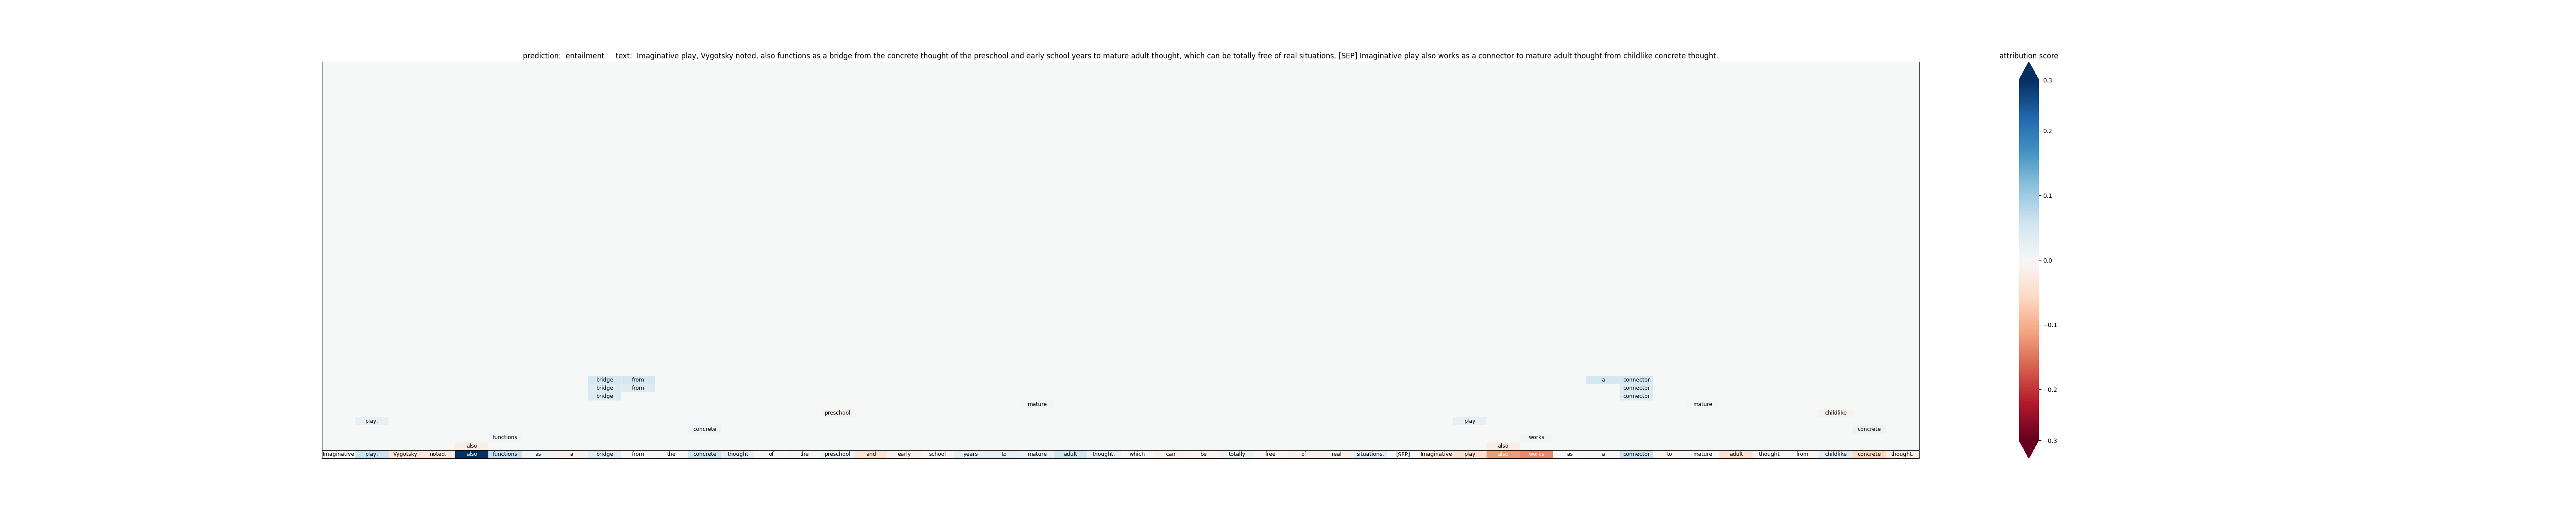 prediction:  entailment     text:  Imaginative play, Vygotsky noted, also functions as a bridge from the concrete thought of the preschool and early school years to mature adult thought, which can be totally free of real situations. [SEP] Imaginative play also works as a connector to mature adult thought from childlike concrete thought.
attribution score
0.3
0.2
0.1
0.0
−0.1
−0.2
−0.3
bridge from a connector
bridge from connector
bridge connector
mature mature
preschool childlike
play, play
concrete concrete
functions works
also also
Imaginative play, Vygotsky noted, also functions as a bridge from the concrete thought of the preschool and early school years to mature adult thought, which can be totally free of real situations. [SEP] Imaginative play also works as a connector to mature adult thought from childlike concrete thought.